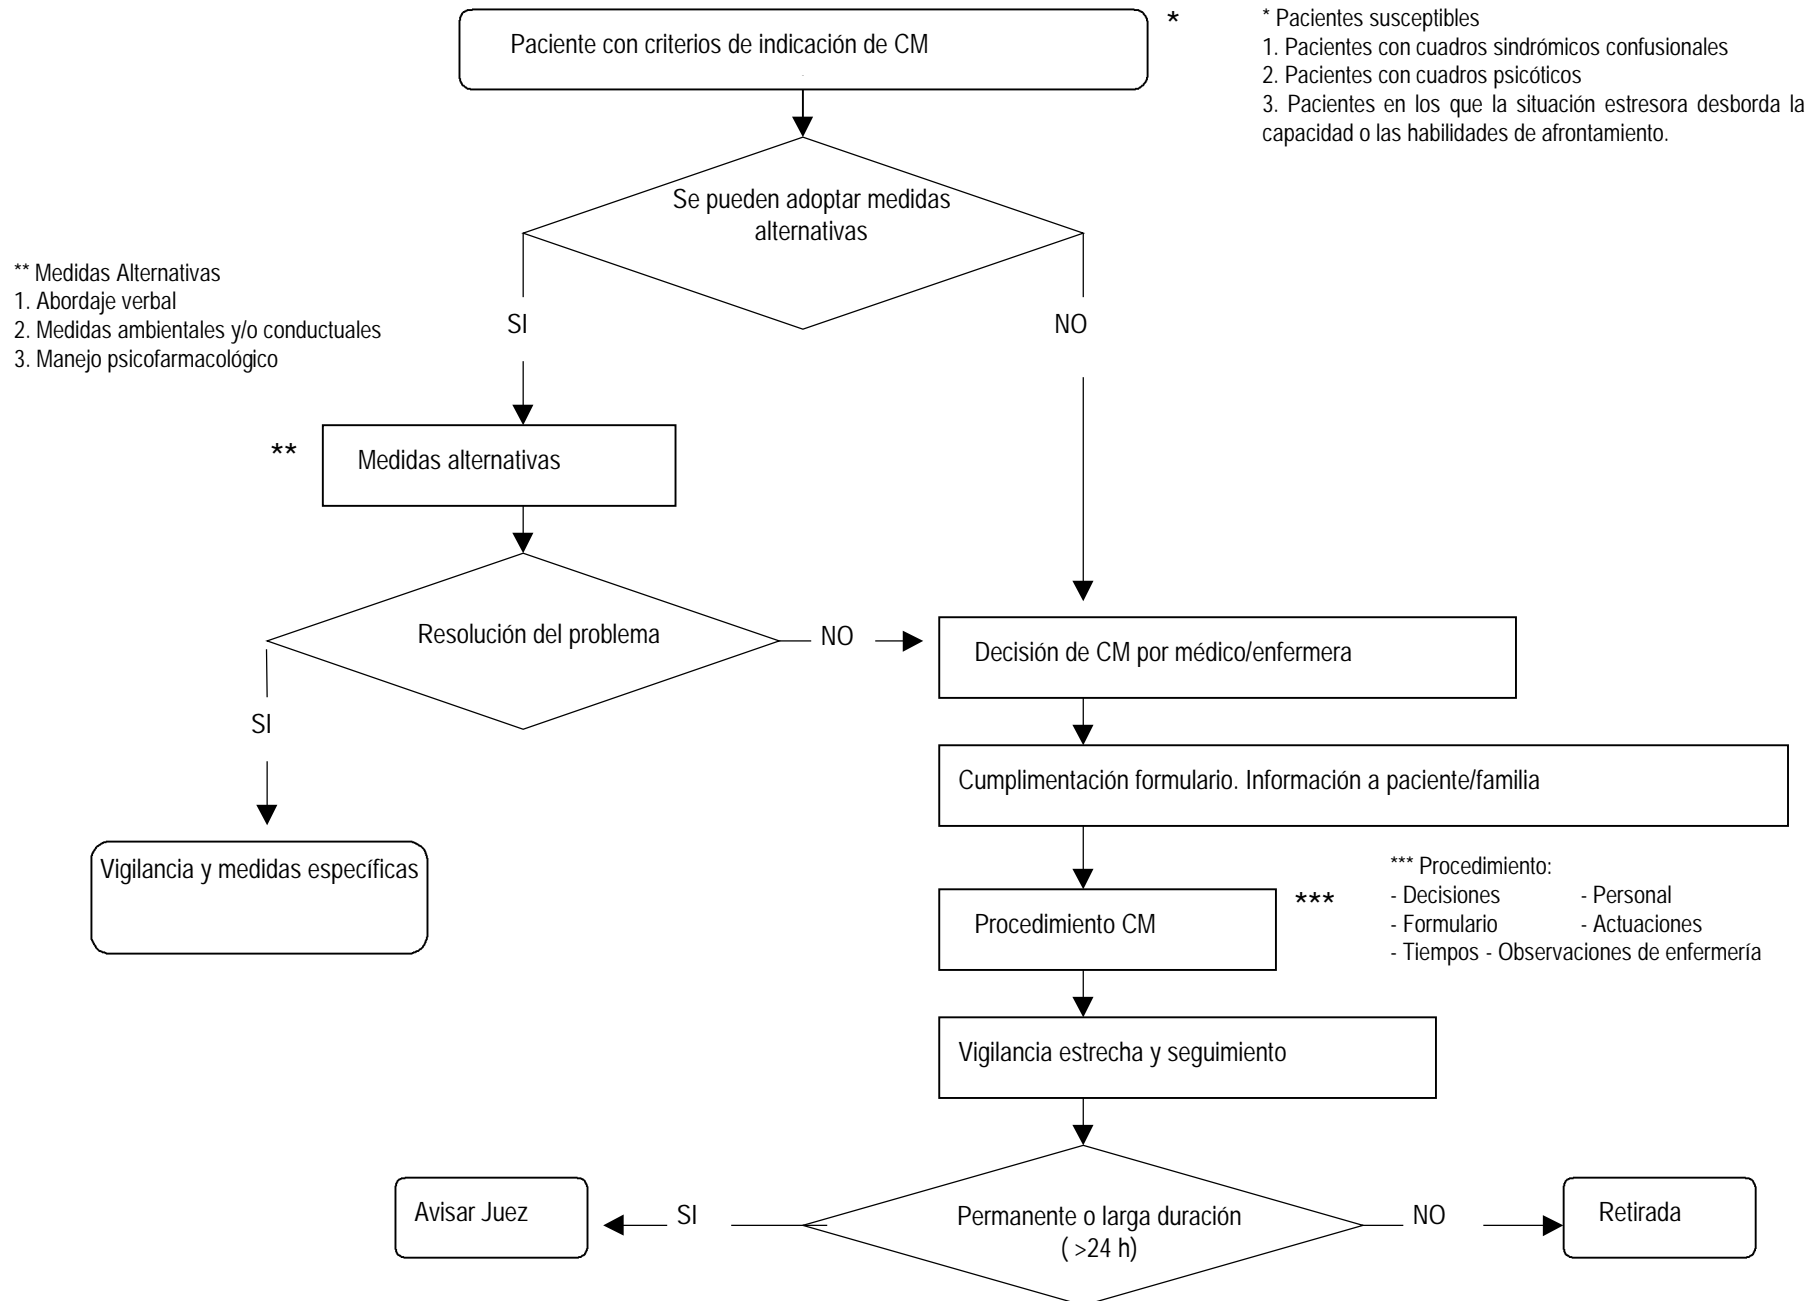 Paciente con criterios de indicación de CM
*
* Pacientes susceptibles
1. Pacientes con cuadros sindrómicos confusionales
2. Pacientes con cuadros psicóticos
3. Pacientes en los que la situación estresora desborda la
capacidad o las habilidades de afrontamiento.
Se pueden adoptar medidas
alternativas
** Medidas Alternativas
1. Abordaje verbal
2. Medidas ambientales y/o conductuales
3. Manejo psicofarmacológico
SI
NO
**
Medidas alternativas
Resolución del problema
NO
Decisión de CM por médico/enfermera
SI
Cumplimentación formulario. Información a paciente/familia
Vigilancia y medidas específicas
Procedimiento CM
***
*** Procedimiento:
- Decisiones - Personal
- Formulario - Actuaciones
- Tiempos - Observaciones de enfermería
Vigilancia estrecha y seguimiento
Avisar Juez
SI
Permanente o larga duración
( >24 h)
NO
Retirada